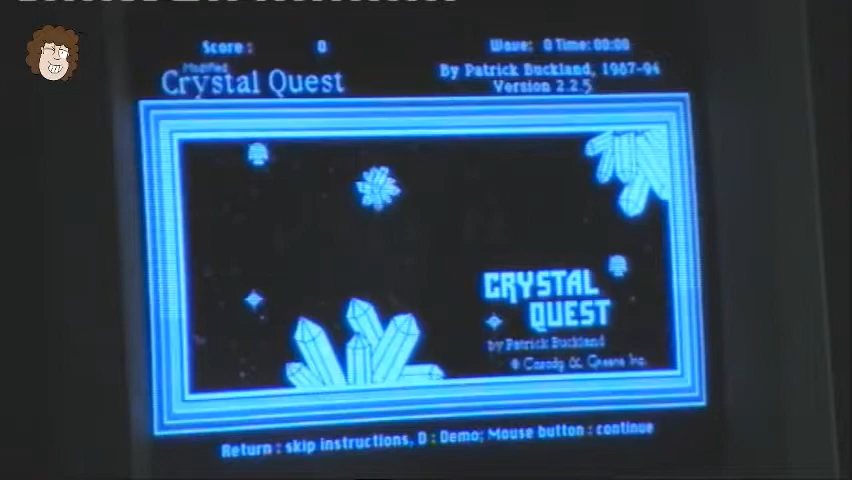 Score : 0
Wave: 0 Time: 00:00
Modified
Crystal Quest
By Patrick Buckland, 1987-94
Version 2.2.5
CRYSTAL
QUEST
by Patrick Buckland
© Casady & Greene Inc.
Return : skip instructions, D : Demo; Mouse button : continue